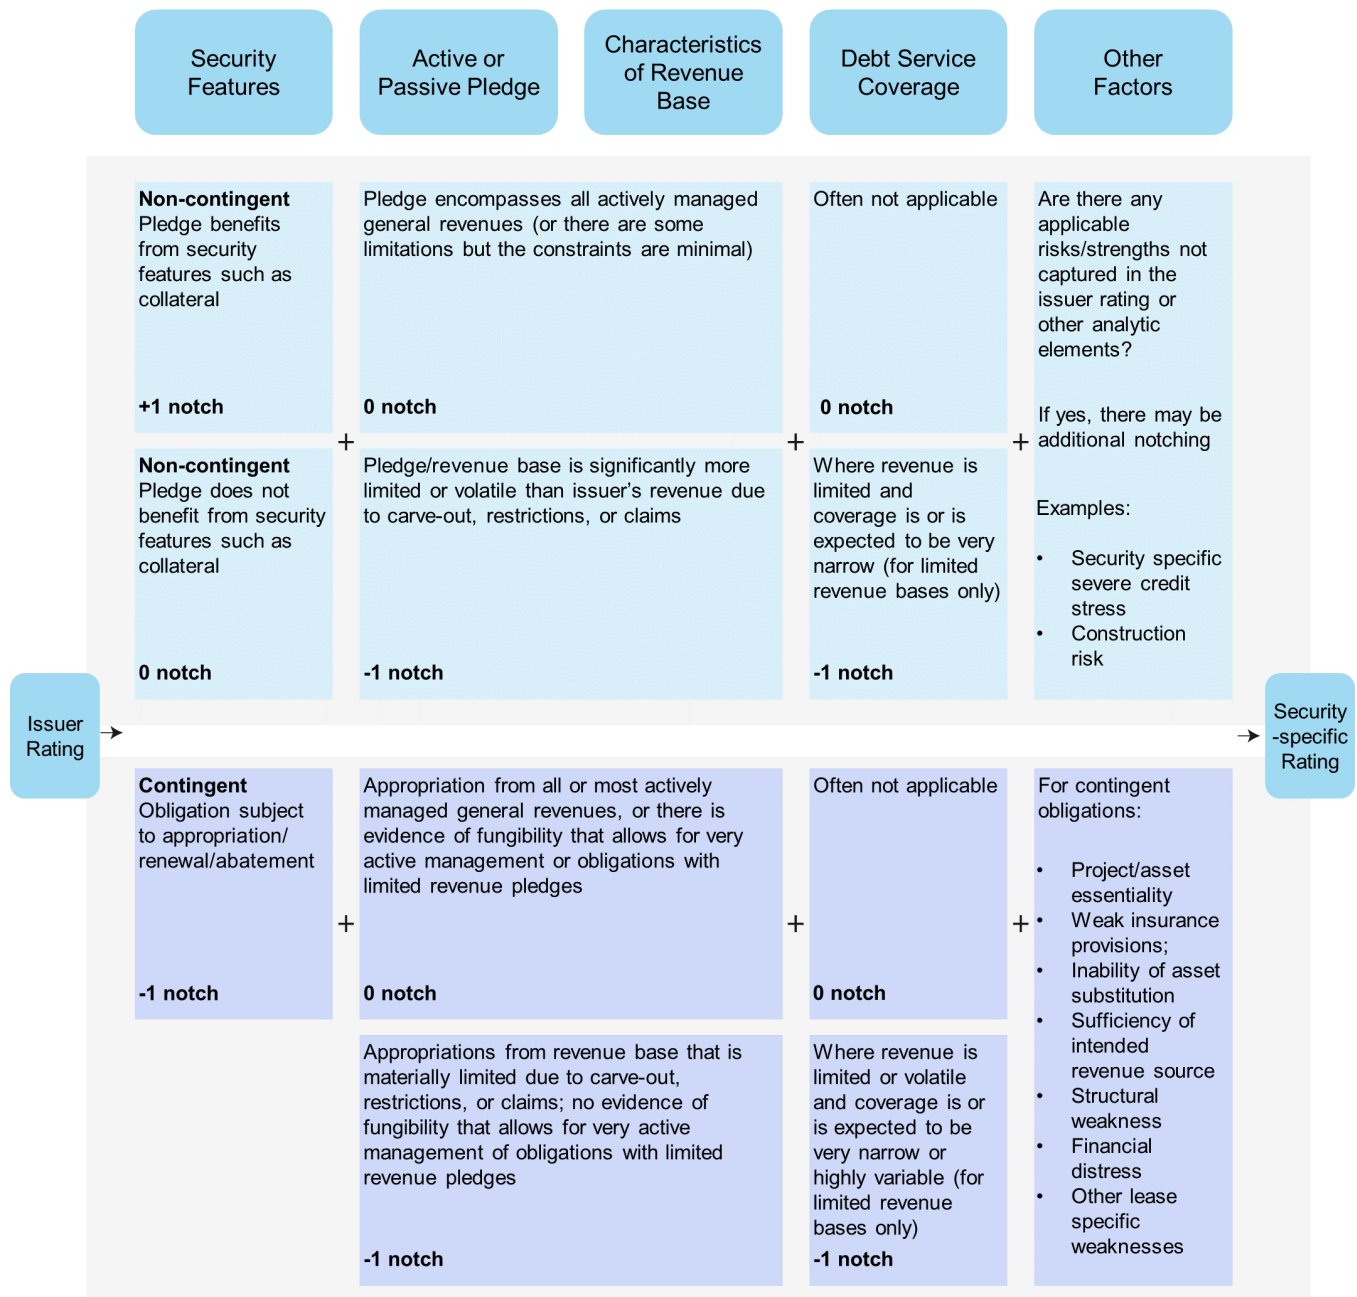 Security
Features
Active or
Passive Pledge
Characteristics
of Revenue
Base
Debt Service
Coverage
Other
Factors
Issuer
Rating
Non-contingent
Pledge benefits
from security
features such as
collateral
+1 notch
Non-contingent
Pledge does not
benefit from security
features such as
collateral
0 notch
+
Pledge encompasses all actively managed
general revenues (or there are some
limitations but the constraints are minimal)
0 notch
Pledge/revenue base is significantly more
limited or volatile than issuer's revenue due
to carve-out, restrictions, or claims
-1 notch
+
Often not applicable
0 notch
Where revenue is
limited and
coverage is or is
expected to be very
narrow (for limited
revenue bases only)
-1 notch
+
Are there any
applicable
risks/strengths not
captured in the
issuer rating or
other analytic
elements?
If yes, there may be
additional notching
Examples:
• Security specific
severe credit
stress
• Construction
risk
Contingent
Obligation subject
to appropriation/
renewal/abatement
-1 notch
+
Appropriation from all or most actively
managed general revenues, or there is
evidence of fungibility that allows for very
active management or obligations with
limited revenue pledges
0 notch
Appropriations from revenue base that is
materially limited due to carve-out,
restrictions, or claims; no evidence of
fungibility that allows for very active
management of obligations with limited
revenue pledges
-1 notch
+
Often not applicable
0 notch
Where revenue is
limited or volatile
and coverage is or
is expected to be
very narrow or
highly variable (for
limited revenue
bases only)
-1 notch
+
For contingent
obligations:
• Project/asset
essentiality
• Weak insurance
provisions;
• Inability of asset
substitution
• Sufficiency of
intended
revenue source
• Structural
weakness
• Financial
distress
• Other lease
specific
weaknesses
Security
-specific
Rating